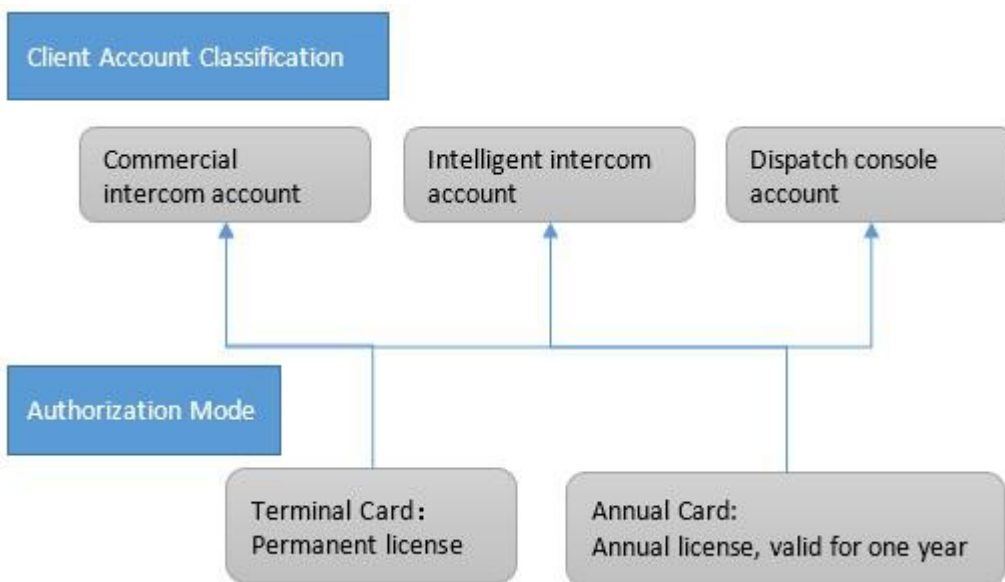 Client Account Classification
Commercial
intercom account
Intelligent intercom
account
Dispatch console
account
Authorization Mode
Terminal Card：
Permanent license
Annual Card:
Annual license, valid for one year